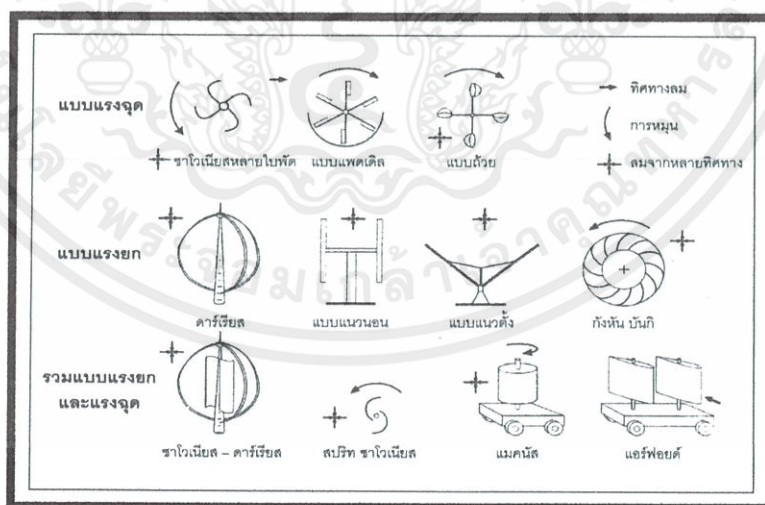 แบบแรงฉุด
ซาโวเนียสหลายใบพัด
แบบแพดเดิล
แบบถ้วย
ทิศทางลม
การหมุน
ลมจากหลายทิศทาง
แบบแรงยก
ดาร์เรียส
แบบแนวนอน
แบบแนวตั้ง
กังหัน บันกิ
รวมแบบแรงยก
และแรงฉุด
ซาโวเนียส – ดาร์เรียส
สปริท ซาโวเนียส
แมคนัส
แอร์ฟอยด์